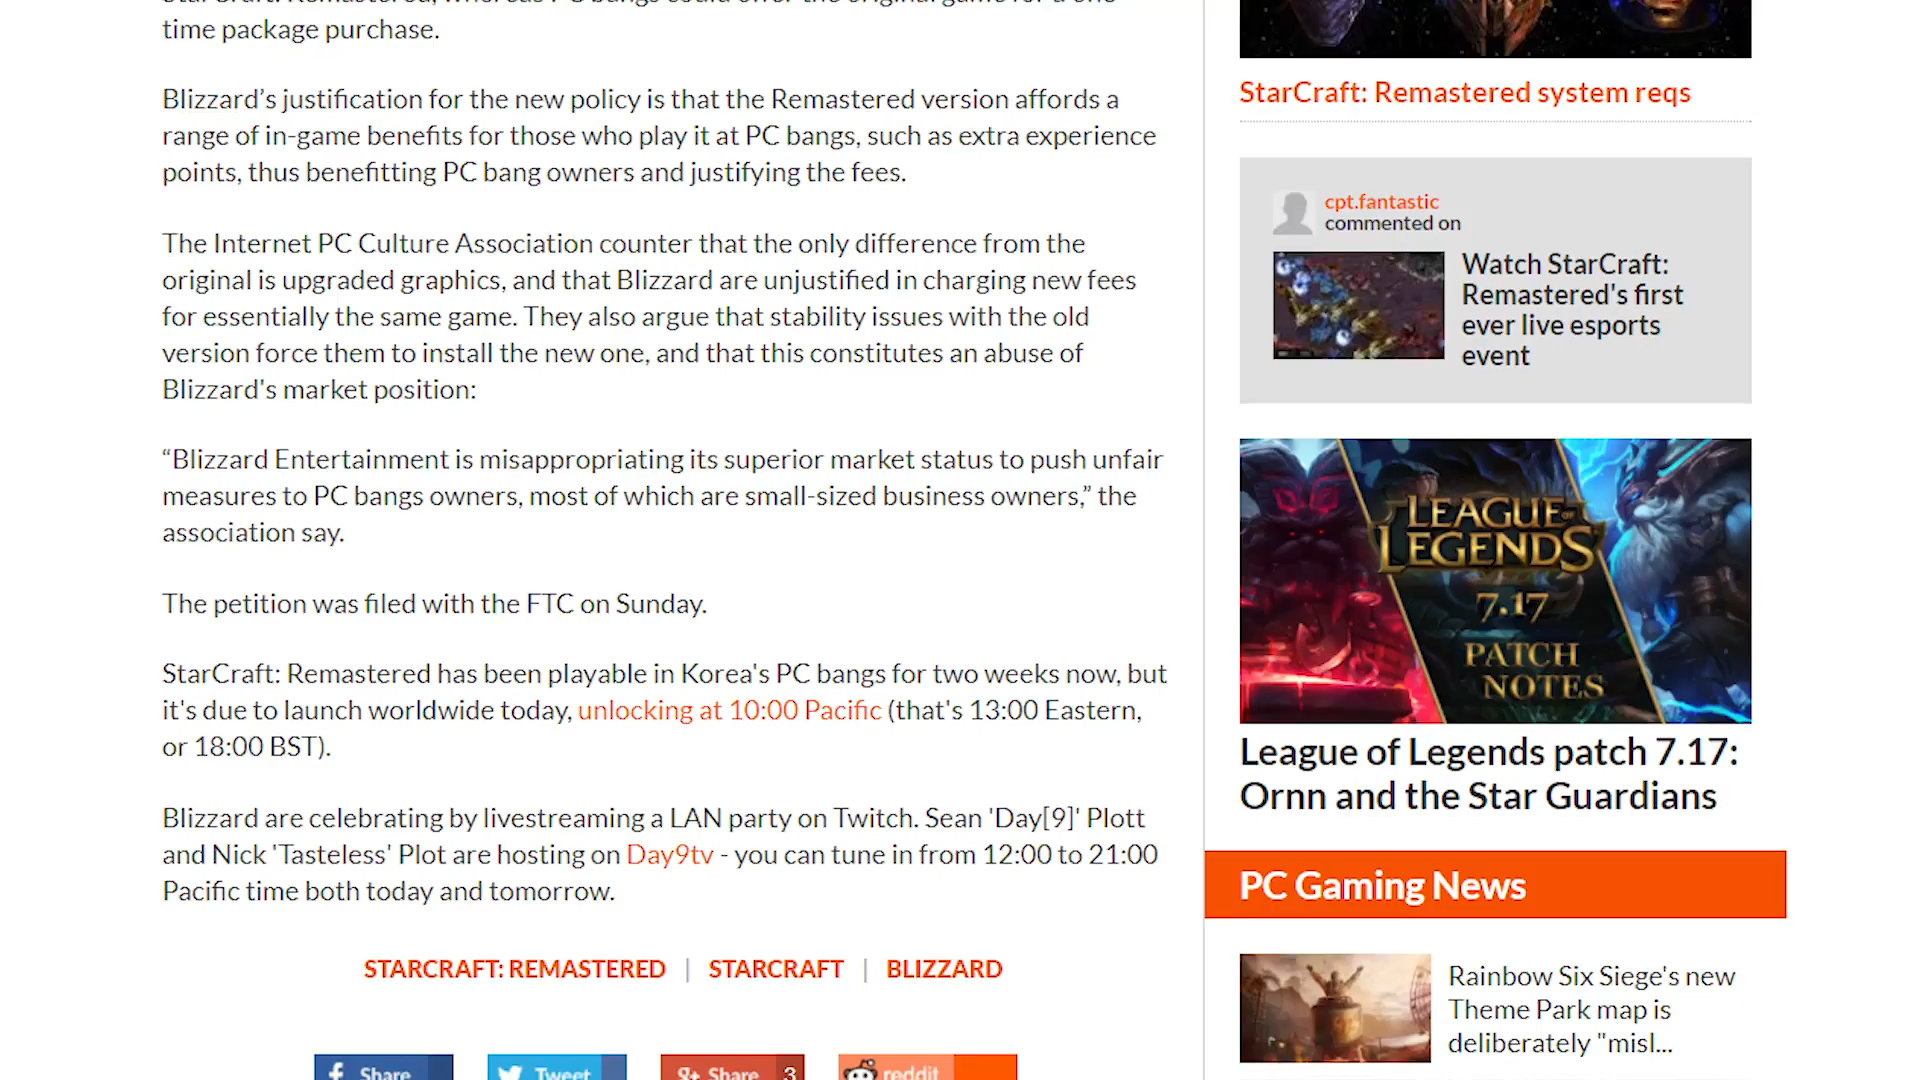 time package purchase.
Blizzard’s justification for the new policy is that the Remastered version affords a
range of in-game benefits for those who play it at PC bangs, such as extra experience
points, thus benefitting PC bang owners and justifying the fees.
The Internet PC Culture Association counter that the only difference from the
original is upgraded graphics, and that Blizzard are unjustified in charging new fees
for essentially the same game. They also argue that stability issues with the old
version force them to install the new one, and that this constitutes an abuse of
Blizzard's market position:
“Blizzard Entertainment is misappropriating its superior market status to push unfair
measures to PC bangs owners, most of which are small-sized business owners,” the
association say.
The petition was filed with the FTC on Sunday.
StarCraft: Remastered has been playable in Korea's PC bangs for two weeks now, but
it's due to launch worldwide today, unlocking at 10:00 Pacific (that's 13:00 Eastern,
or 18:00 BST).
Blizzard are celebrating by livestreaming a LAN party on Twitch. Sean 'Day[9]' Plott
and Nick 'Tasteless' Plot are hosting on Day9tv - you can tune in from 12:00 to 21:00
Pacific time both today and tomorrow.
STARCRAFT: REMASTERED | STARCRAFT | BLIZZARD
Share
Tweet
g+ Share 3
reddit
StarCraft: Remastered system reqs
cpt.fantastic
commented on
Watch StarCraft:
Remastered's first
ever live esports
event
LEAGUE OF
LEGENDS
7.17
PATCH
NOTES
League of Legends patch 7.17:
Ornn and the Star Guardians
PC Gaming News
Rainbow Six Siege's new
Theme Park map is
deliberately "misl...